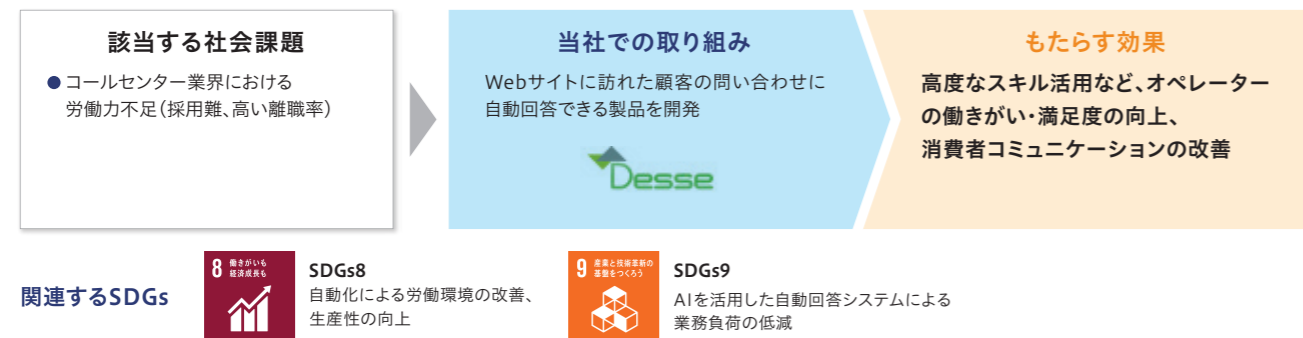 該当する社会課題
●コールセンター業界における
労働力不足(採用難、高い離職率)
当社での取り組み
Webサイトに訪れた顧客の問い合わせに
自動回答できる製品を開発
Desse
もたらす効果
高度なスキル活用など、オペレーター
の働きがい・満足度の向上、
消費者コミュニケーションの改善
関連するSDGs
8 働きがいも
経済成長も
SDGs8
自動化による労働環境の改善、
生産性の向上
9 産業と技術革新の
基盤をつくろう
SDGs9
AIを活用した自動回答システムによる
業務負荷の低減